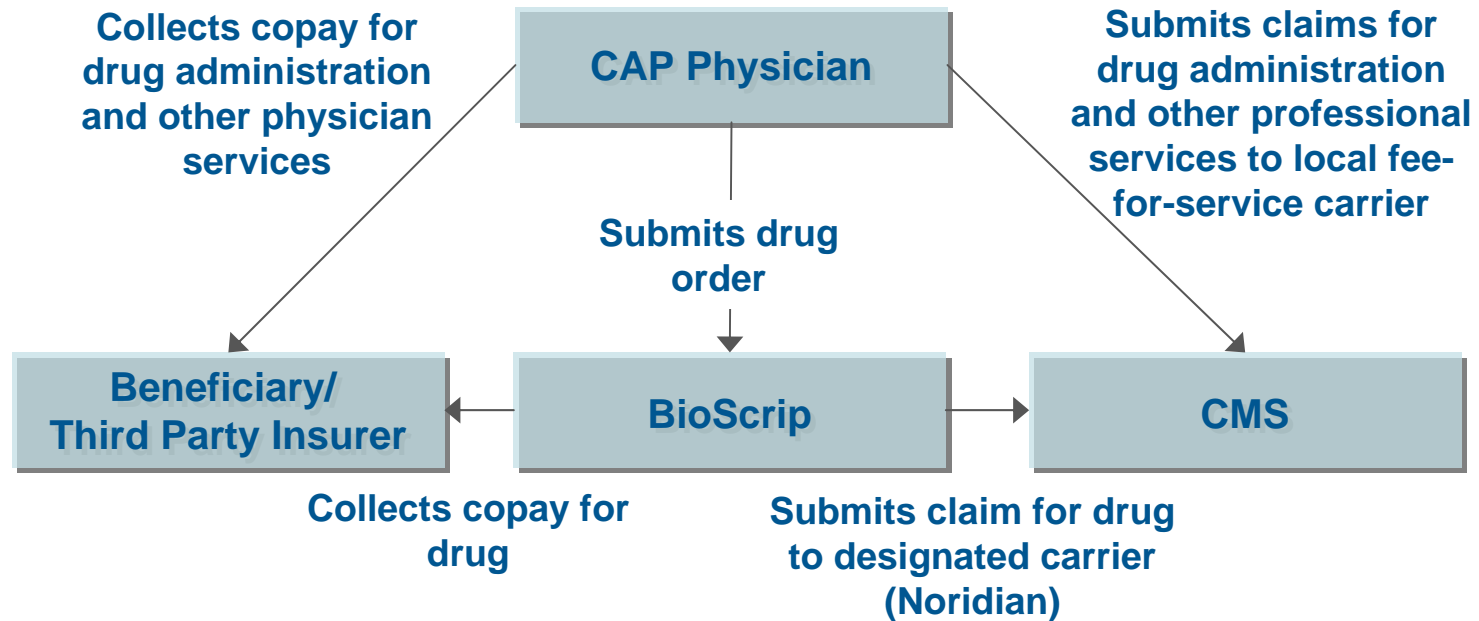 Collects copay for
drug administration
and other physician
services
CAP Physician
Submits claims for
drug administration
and other professional
services to local fee-
for-service carrier
Submits drug
order
Beneficiary/
Third Party Insurer
BioScrip
CMS
Collects copay for
drug
Submits claim for drug
to designated carrier
(Noridian)